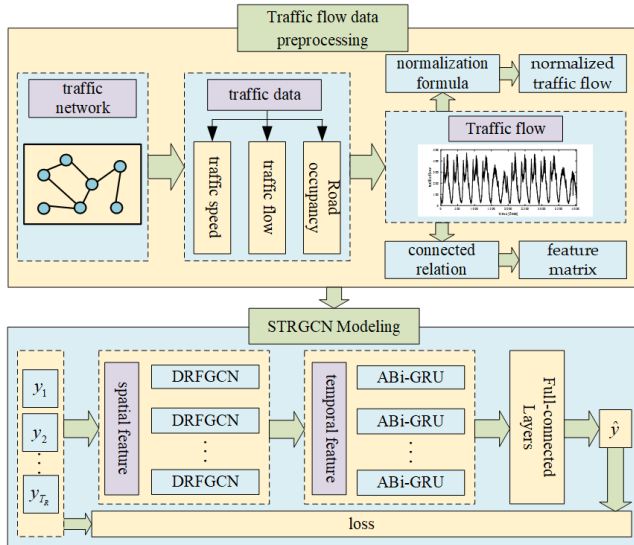 Traffic flow data
preprocessing
traffic
network
traffic data
traffic speed
traffic flow
Road
occupancy
normalization
formula
normalized
traffic flow
Traffic flow
connected
relation
feature
matrix
STRGCN Modeling
y1
y2
⋮
yTR
spatial feature
DRFGCN
DRFGCN
⋮
DRFGCN
temporal feature
ABi-GRU
ABi-GRU
⋮
ABi-GRU
Full-connected
Layers
ŷ
loss